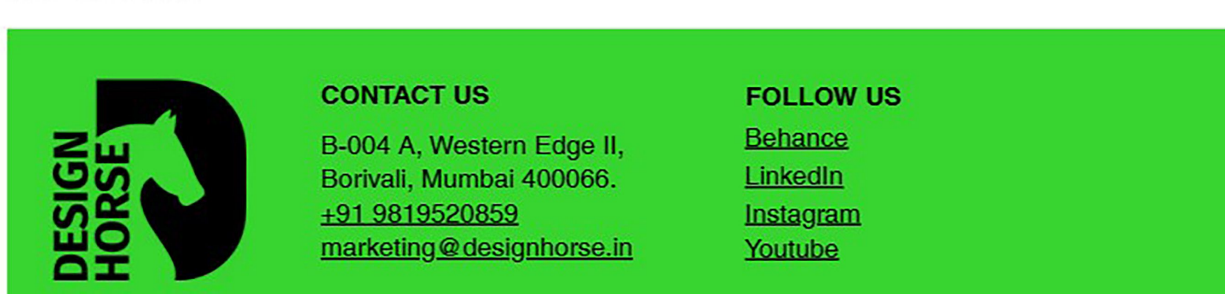 DESIGN
HORSE
CONTACT US
B-004 A, Western Edge II,
Borivali, Mumbai 400066.
+91 9819520859
marketing@designhorse.in
FOLLOW US
Behance
LinkedIn
Instagram
Youtube